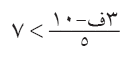 ٣ف-١٠ / ٥ > ٧